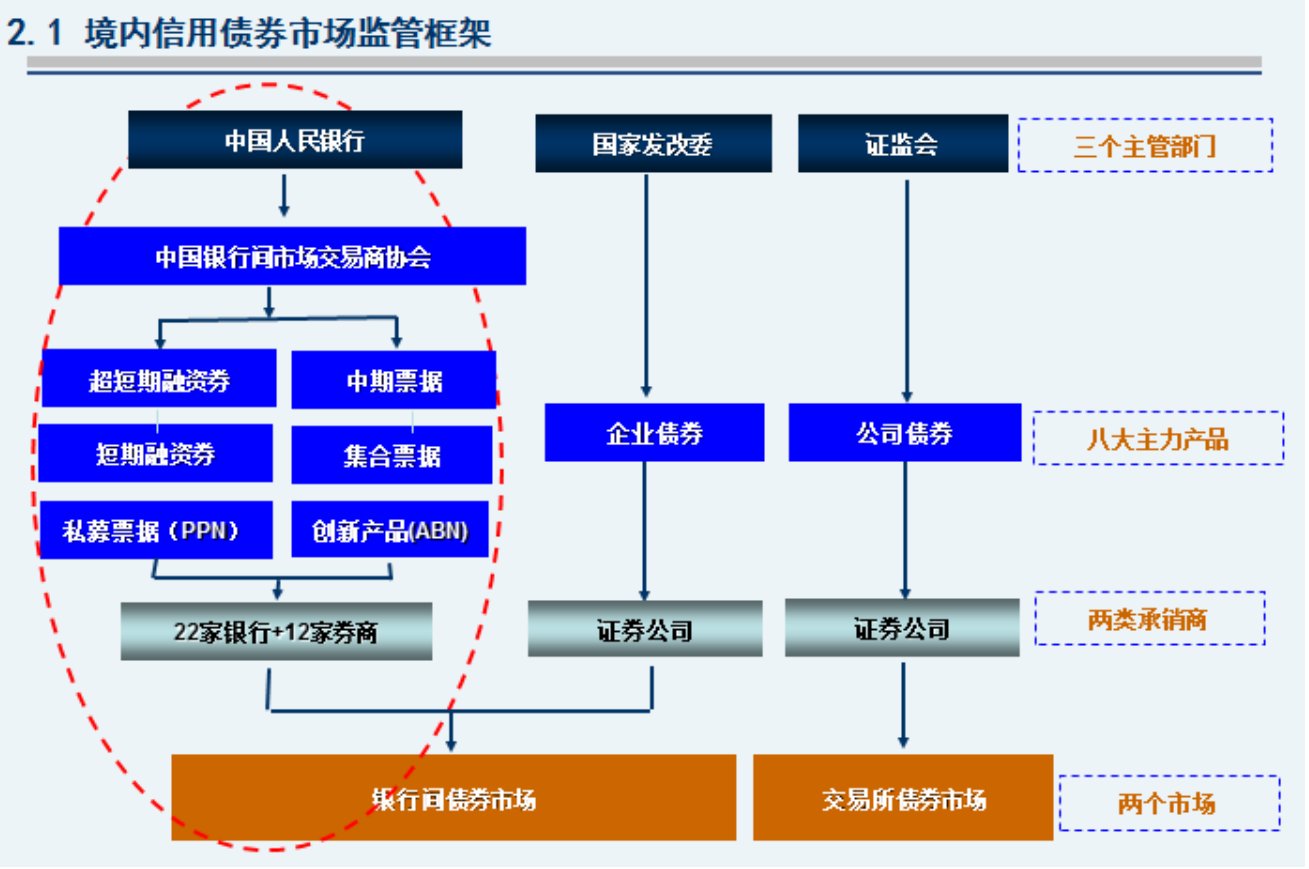 2.1 境内信用债券市场监管框架
中国人民银行
国家发改委
证监会
三个主管部门
中国银行间市场交易商协会
超短期融资券
中期票据
企业债券
公司债券
八大主力产品
短期融资券
集合票据
私募票据（PPN）
创新产品(ABN)
22家银行+12家券商
证券公司
证券公司
两类承销商
银行间债券市场
交易所债券市场
两个市场